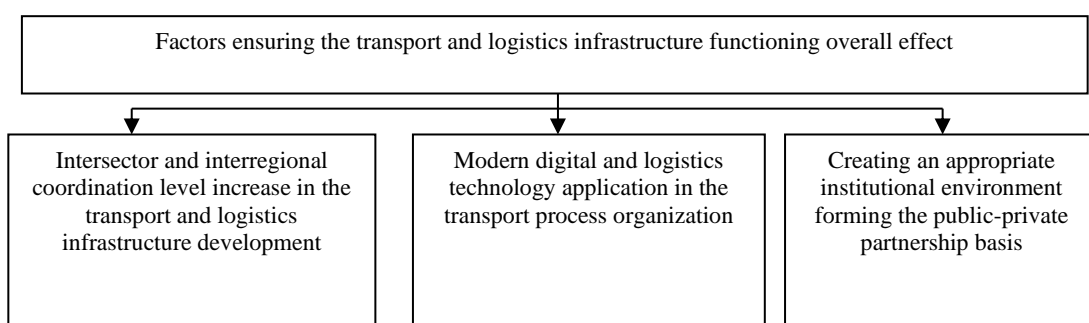 Factors ensuring the transport and logistics infrastructure functioning overall effect
Intersector and interregional
coordination level increase in the
transport and logistics
infrastructure development
Modern digital and logistics
technology application in the
transport process organization
Creating an appropriate
institutional environment
forming the public-private
partnership basis